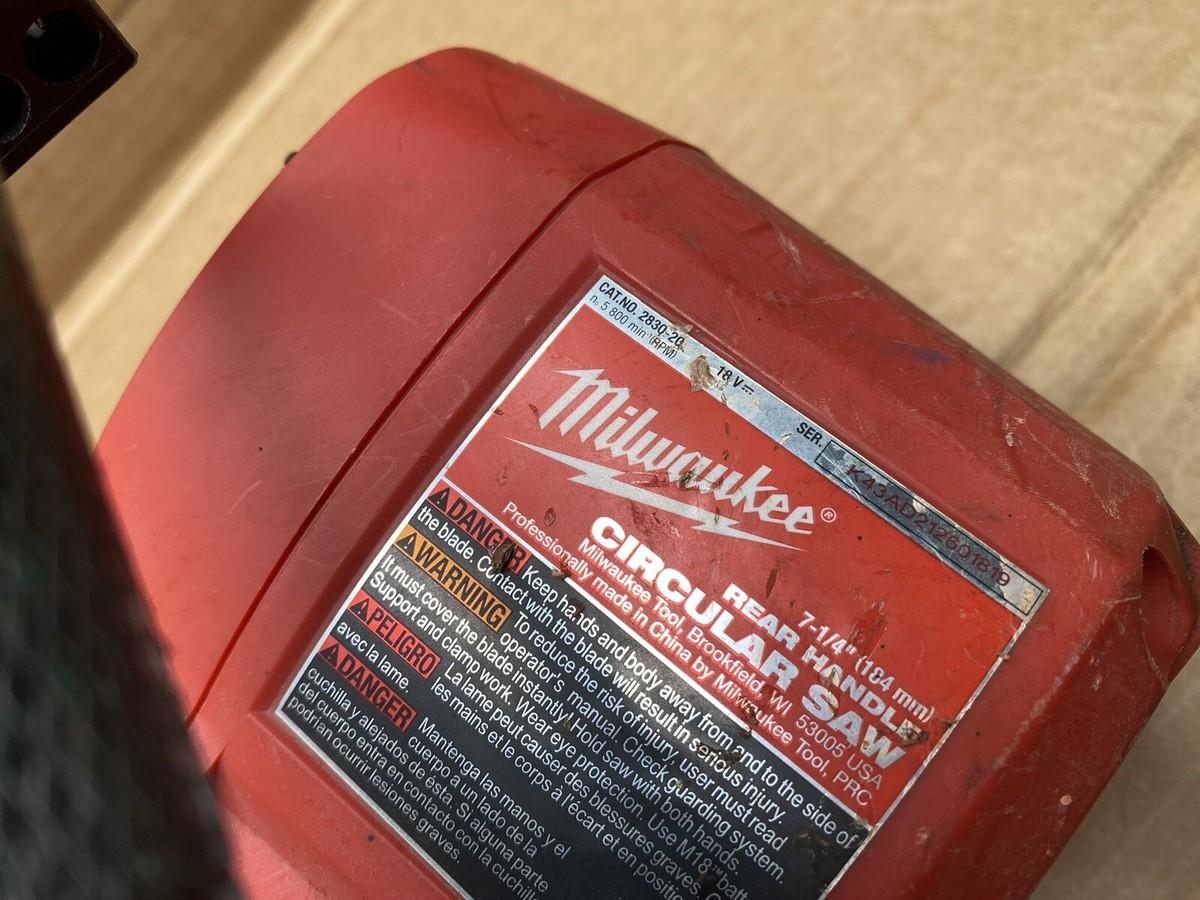 CAT.NO. 2830-20
n₀ 5 800 min⁻¹(RPM)
18 V⎓
SER.
K43AD212601819
Milwaukee®
7-1/4" (184 mm)
REAR HANDLE
CIRCULAR SAW
Milwaukee Tool, Brookfield, WI 53005 USA
Professionally made in China by Milwaukee Tool, PRC
⚠DANGER Keep hands and body away from and to the side of
the blade. Contact with the blade will result in serious injury.
⚠WARNING To reduce the risk of injury, user must read
operator's manual. Check guarding system.
It must cover the blade instantly! Hold saw with both hands.
Support and clamp work. Wear eye protection. Use M18™ batt
⚠PELIGRO La lame peut causer des blessures graves.
les mains et le corps à l'écart et en positi
avec la lame.
⚠DANGER Mantenga las manos y el
cuerpo a un lado de la
cuchilla y alejados de ésta. Si alguna parte
del cuerpo entra en contacto con la cuchill
podrían ocurrir lesiones graves.